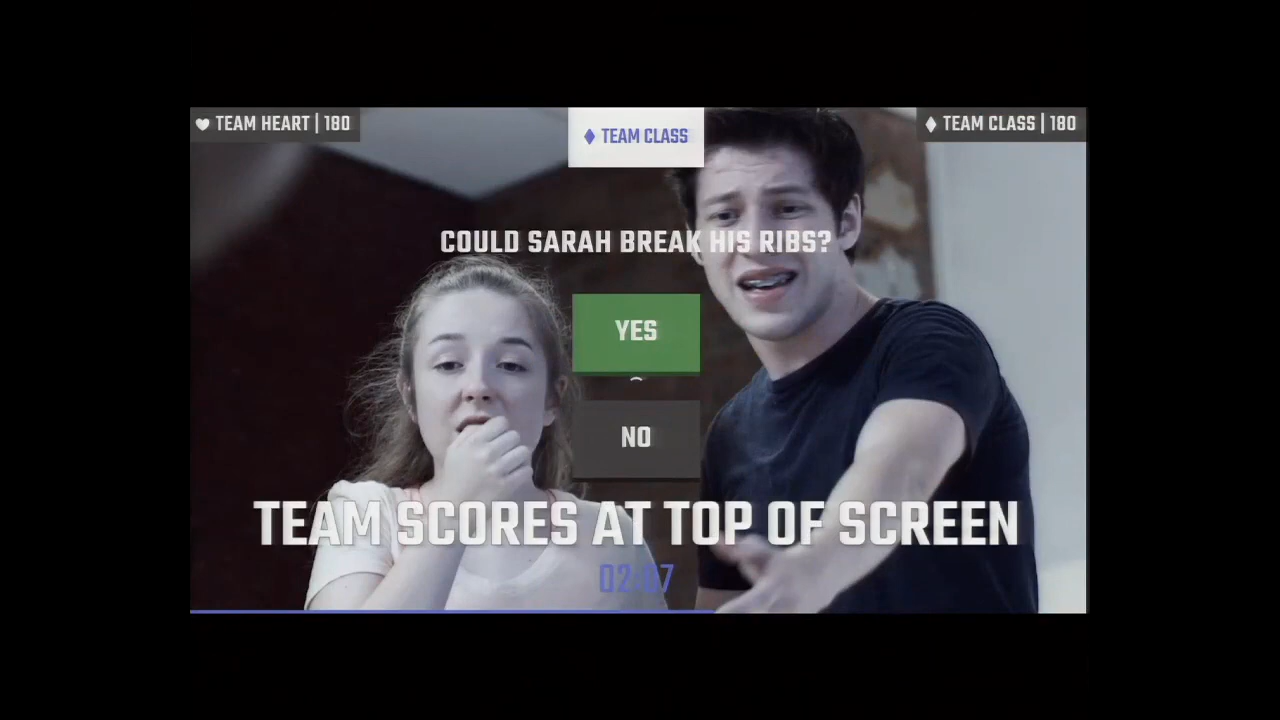 TEAM HEART | 180
TEAM CLASS
TEAM CLASS | 180
COULD SARAH BREAK HIS RIBS?
YES
NO
TEAM SCORES AT TOP OF SCREEN
02:07